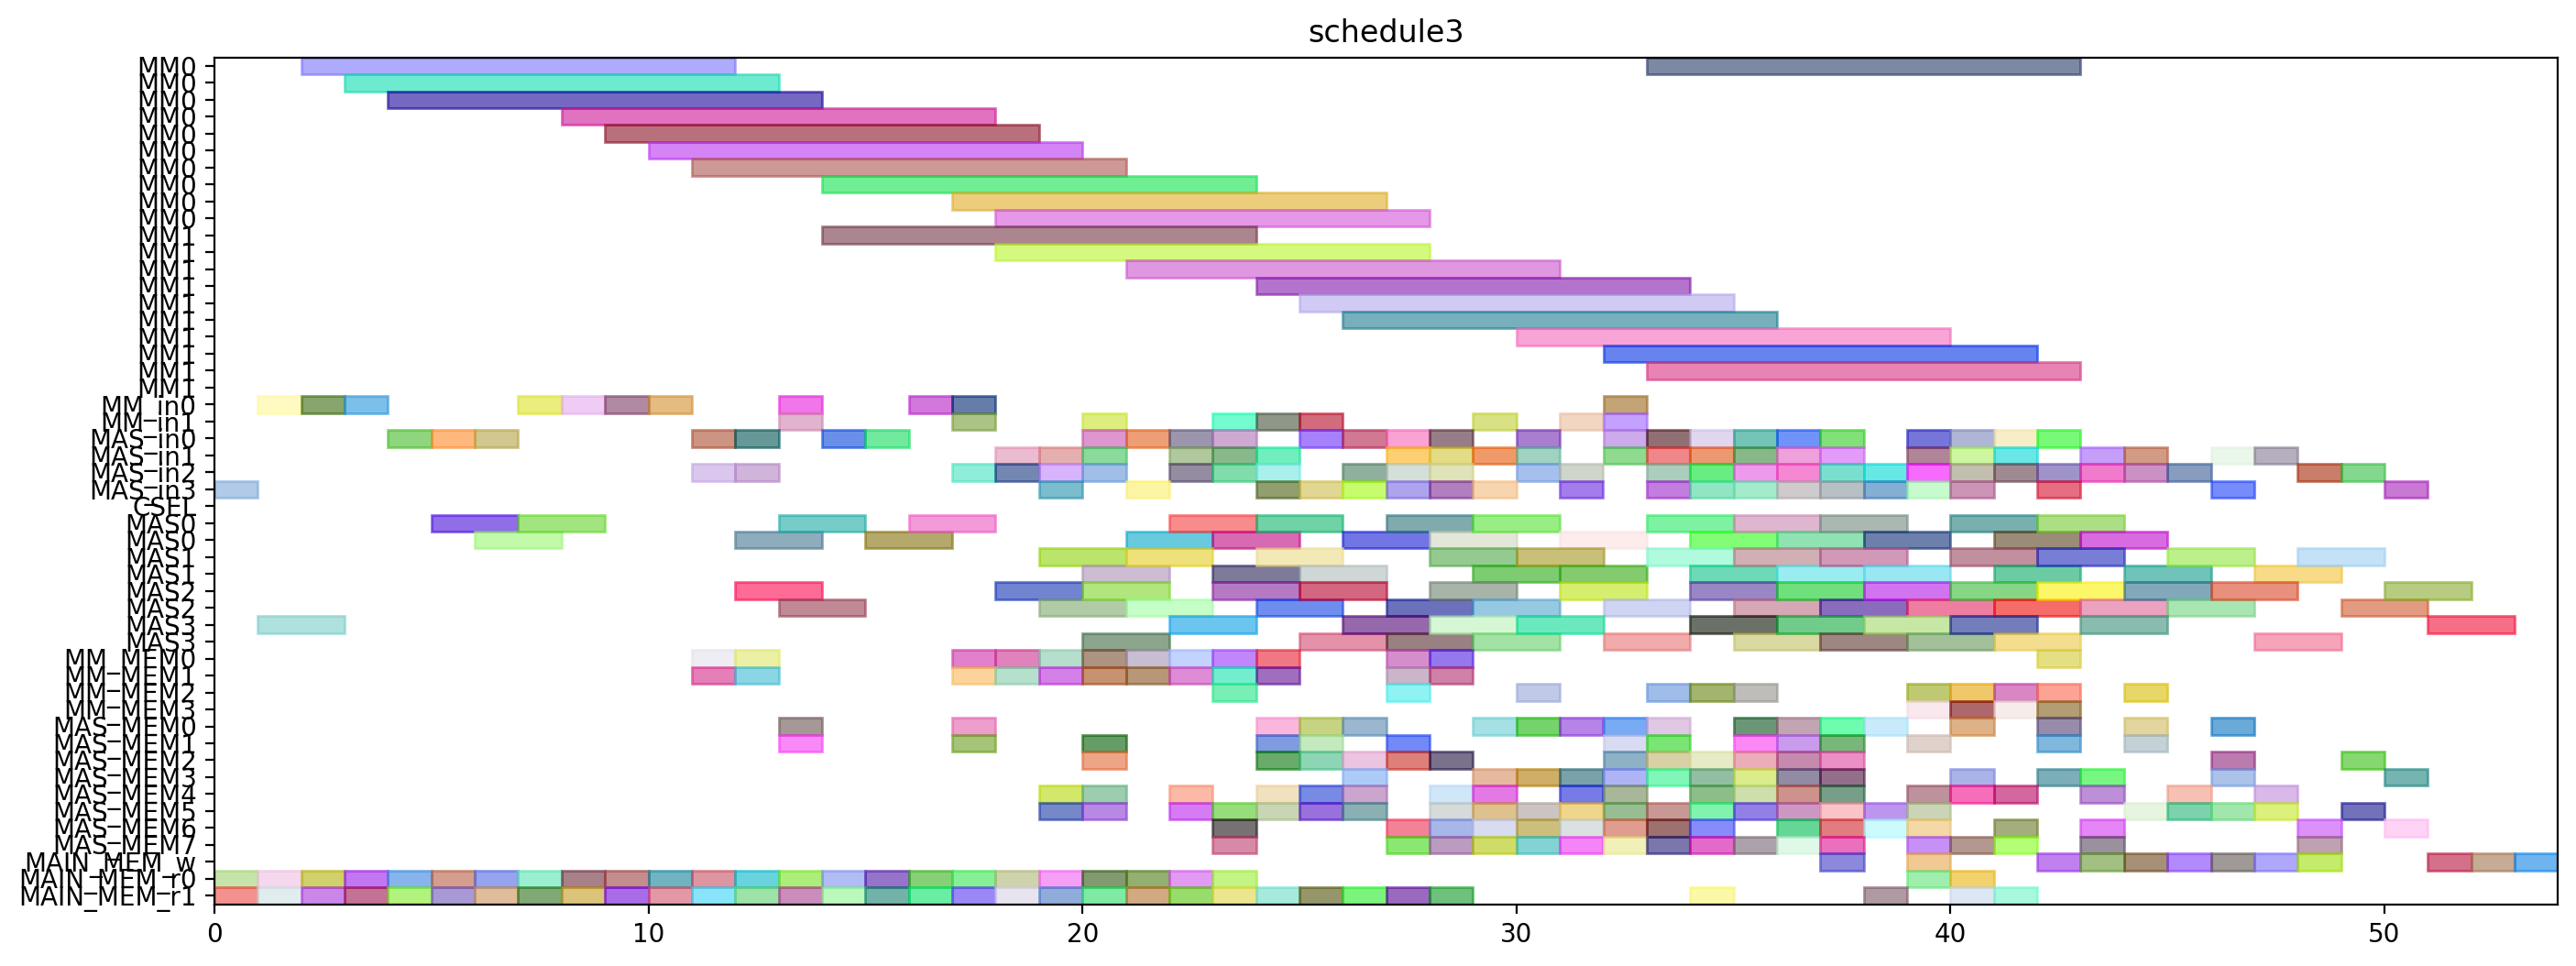 schedule3
MM0
MM0
MM0
MM0
MM0
MM0
MM0
MM0
MM0
MM0
MM1
MM1
MM1
MM1
MM1
MM1
MM1
MM1
MM1
MM1
MM_in0
MM_in1
MAS_in0
MAS_in1
MAS_in2
MAS_in3
CSEL
MAS0
MAS0
MAS1
MAS1
MAS2
MAS2
MAS3
MAS3
MM_MEM0
MM_MEM1
MM_MEM2
MM_MEM3
MAS_MEM0
MAS_MEM1
MAS_MEM2
MAS_MEM3
MAS_MEM4
MAS_MEM5
MAS_MEM6
MAS_MEM7
MAIN_MEM_w
MAIN_MEM_r0
MAIN_MEM_r1
0 10 20 30 40 50